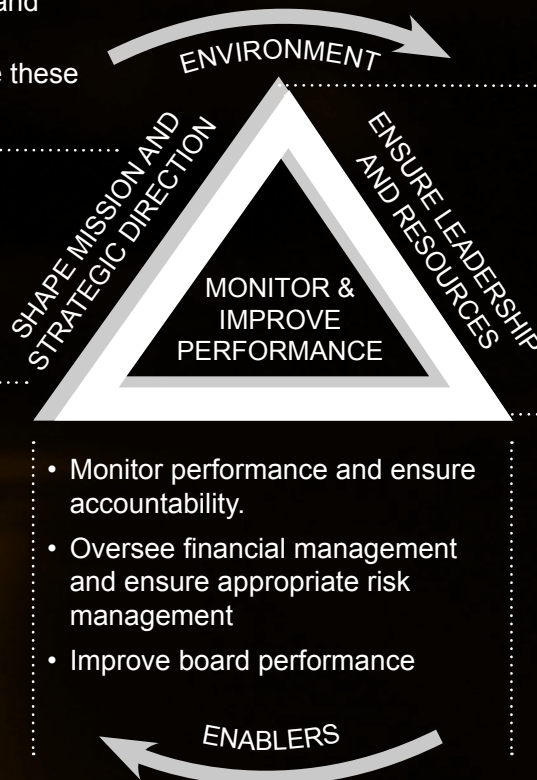 and
e these
ENVIRONMENT
SHAPE MISSION AND
STRATEGIC DIRECTION
ENSURE LEADERSHIP
AND RESOURCES
MONITOR &
IMPROVE
PERFORMANCE
• Monitor performance and ensure
accountability.
• Oversee financial management
and ensure appropriate risk
management
• Improve board performance
ENABLERS